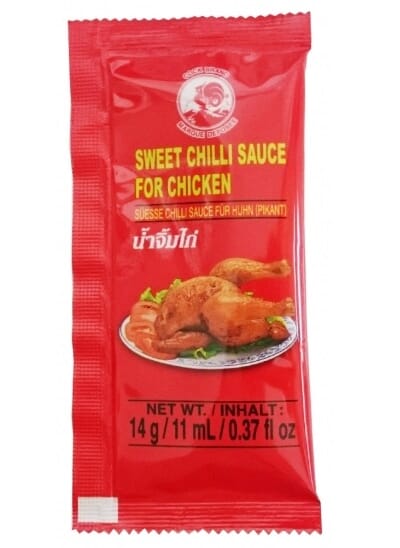 COCK BRAND
MARQUE DEPOSEE
SWEET CHILLI SAUCE
FOR CHICKEN
SUESSE CHILLI SAUCE FÜR HUHN (PIKANT)
น้ำจิ้มไก่
NET WT. / INHALT :
14 g / 11 mL / 0.37 fl oz